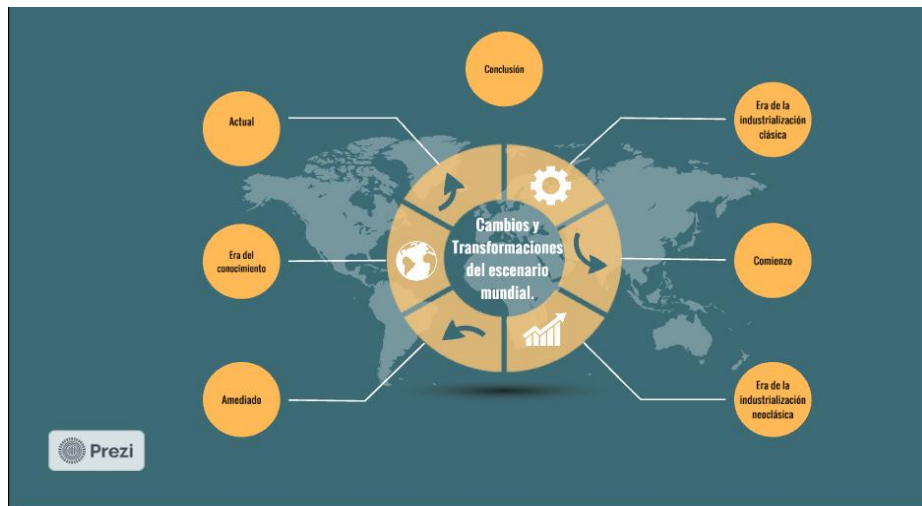 Conclusión
Actual
Era de la
industrialización
clásica
Cambios y
Transformaciones
del escenario
mundial.
Era del
conocimiento
Comienzo
Amediado
Era de la
industrialización
neoclásica
Prezi